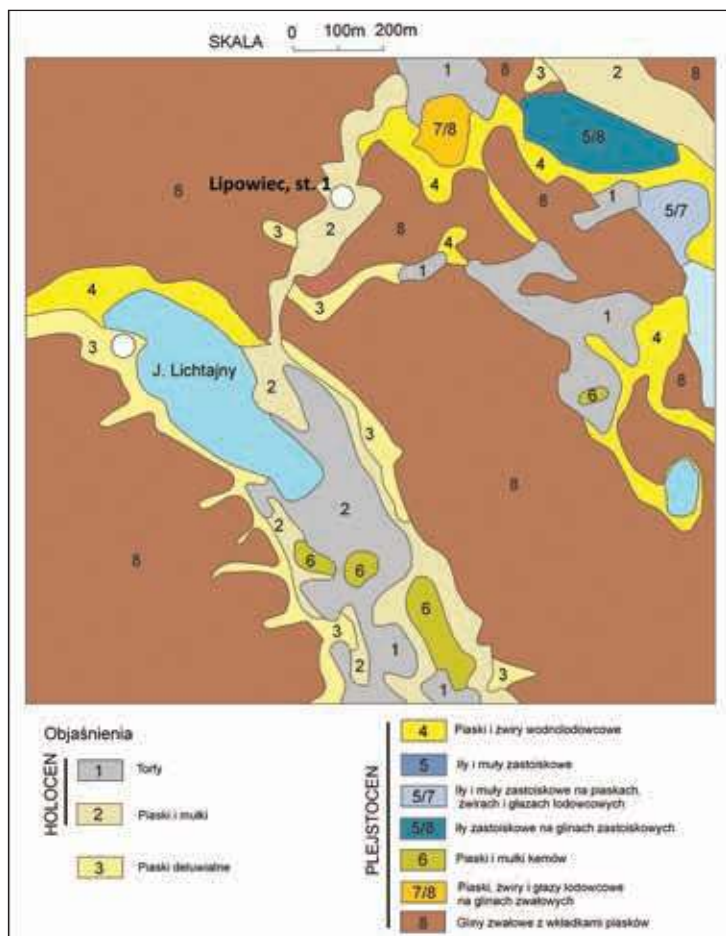 SKALA 0 100m 200m
1
8
3
2
8
7/8
5/8
4
4
Lipowiec, st. 1
8
8
8
1
5/7
3
2
4
1
3
1
4
4
3
J. Lichtajny
2
8
6
3
8
2
2
8
6
6
6
3
1
2
1
3
Objaśnienia
HOLOCEN
1 Torfy
2 Piaski i mułki
3 Piaski deluwialne
PLEJSTOCEN
4 Piaski i żwiry wodnolodowcowe
5 Iły i muły zastoiskowe
5/7 Iły i muły zastoiskowe na piaskach,
żwirach i głazach lodowcowych
5/8 Iły zastoiskowe na glinach zastoiskowych
6 Piaski i mułki kemów
7/8 Piaski, żwiry i głazy lodowcowe
na glinach zwałowych
8 Gliny zwałowe z wkładkami piasków